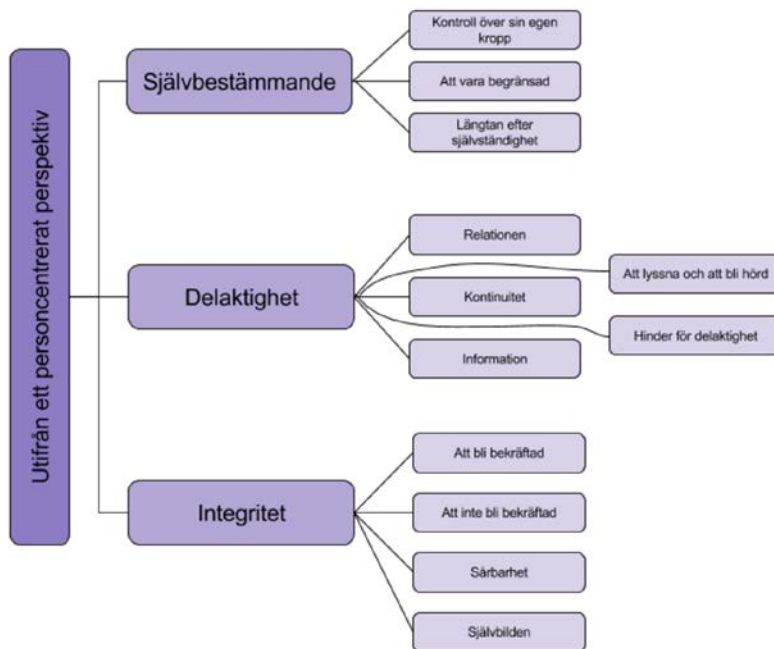 Utifrån ett personcentrerat perspektiv
Självbestämmande
Kontroll över sin egen
kropp
Att vara begränsad
Längtan efter
självständighet
Delaktighet
Relationen
Att lyssna och att bli hörd
Kontinuitet
Hinder för delaktighet
Information
Integritet
Att bli bekräftad
Att inte bli bekräftad
Sårbarhet
Självbilden